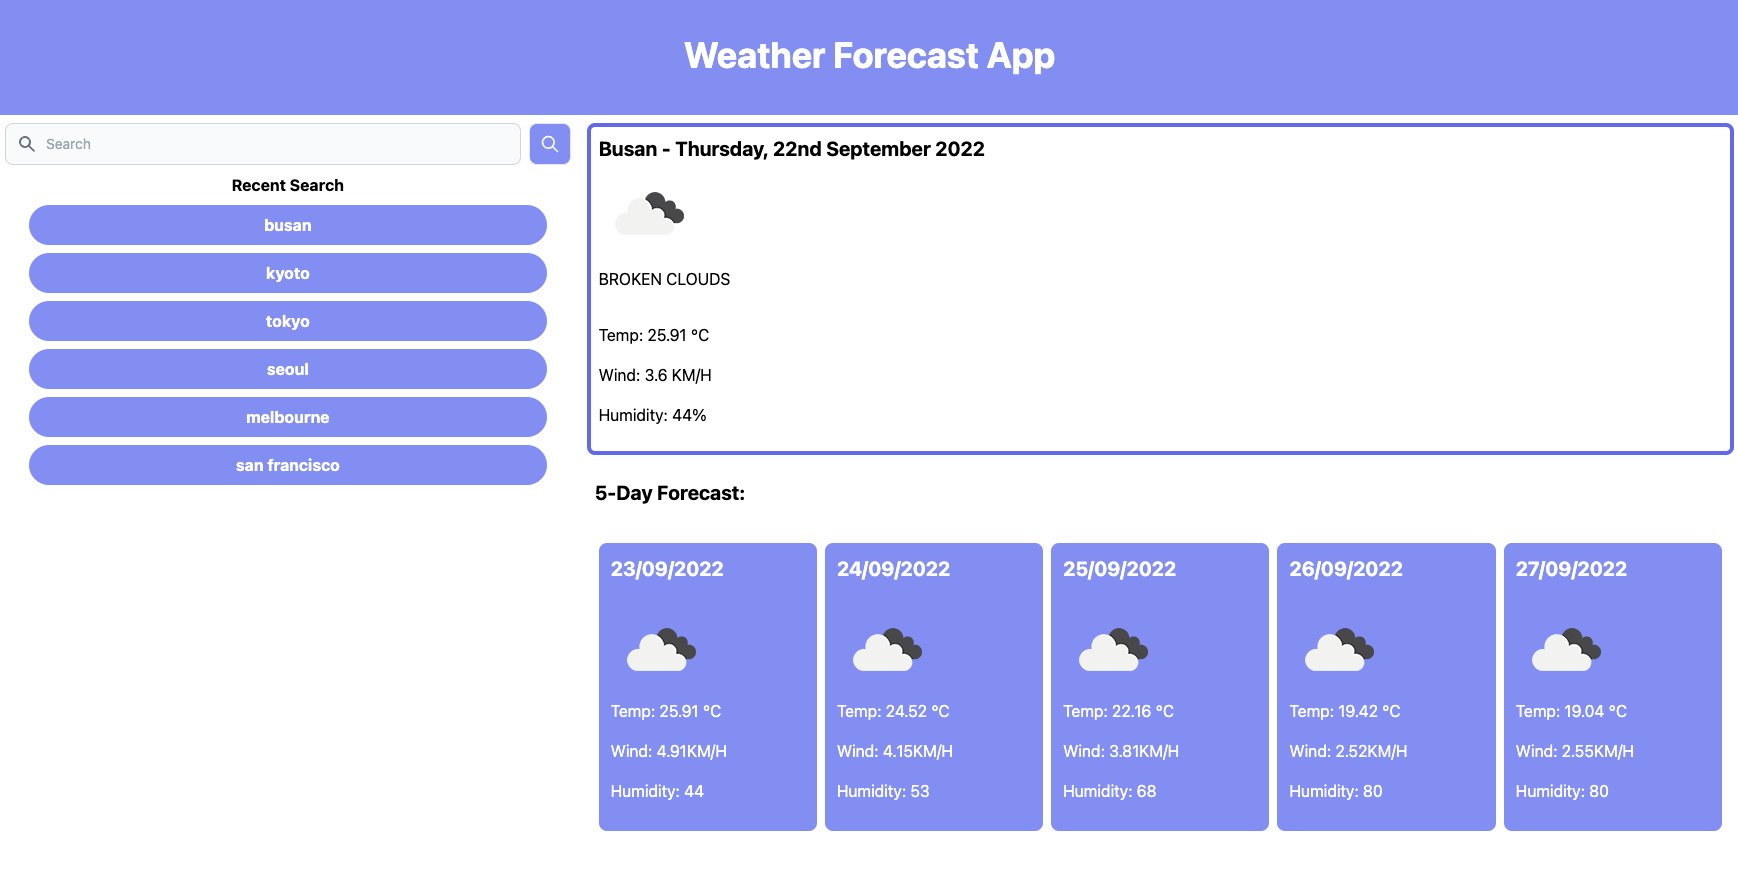 Weather Forecast App
Search
Recent Search
busan
kyoto
tokyo
seoul
melbourne
san francisco
Busan - Thursday, 22nd September 2022
BROKEN CLOUDS
Temp: 25.91 °C
Wind: 3.6 KM/H
Humidity: 44%
5-Day Forecast:
23/09/2022
Temp: 25.91 °C
Wind: 4.91KM/H
Humidity: 44
24/09/2022
Temp: 24.52 °C
Wind: 4.15KM/H
Humidity: 53
25/09/2022
Temp: 22.16 °C
Wind: 3.81KM/H
Humidity: 68
26/09/2022
Temp: 19.42 °C
Wind: 2.52KM/H
Humidity: 80
27/09/2022
Temp: 19.04 °C
Wind: 2.55KM/H
Humidity: 80